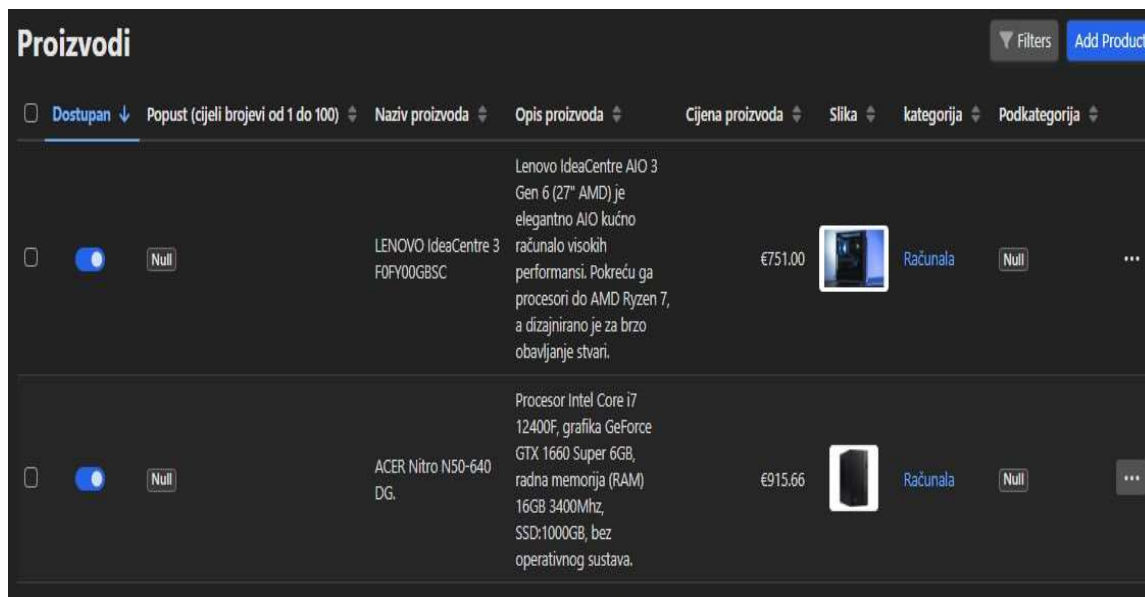 Proizvodi
Filters
Add Product
Dostupan ↓ Popust (cijeli brojevi od 1 do 100) Naziv proizvoda Opis proizvoda Cijena proizvoda Slika kategorija Podkategorija
Lenovo IdeaCentre AIO 3
Gen 6 (27" AMD) je
elegantno AIO kućno
računalo visokih
performansi. Pokreću ga
procesori do AMD Ryzen 7,
a dizajnirano je za brzo
obavljanje stvari.
Null
LENOVO IdeaCentre 3
F0FY00GBSC
€751.00
Računala
Null
...
Procesor Intel Core i7
12400F, grafika GeForce
GTX 1660 Super 6GB,
radna memorija (RAM)
16GB 3400Mhz,
SSD:1000GB, bez
operativnog sustava.
Null
ACER Nitro N50-640
DG.
€915.66
Računala
Null
...